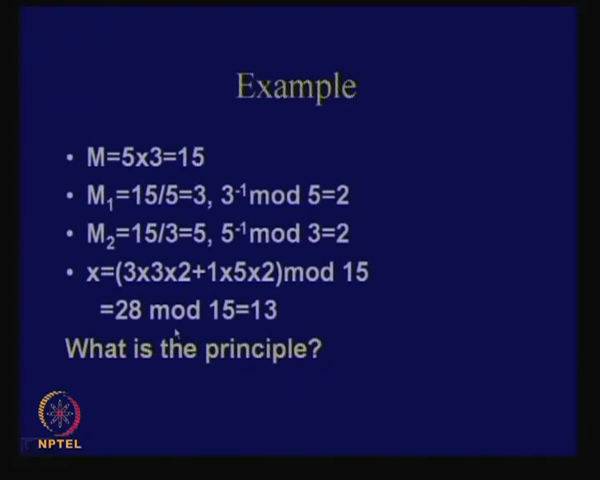 Example
• M=5x3=15
• M₁=15/5=3, 3⁻¹mod 5=2
• M₂=15/3=5, 5⁻¹mod 3=2
• x=(3x3x2+1x5x2)mod 15
=28 mod 15=13
What is the principle?
NPTEL